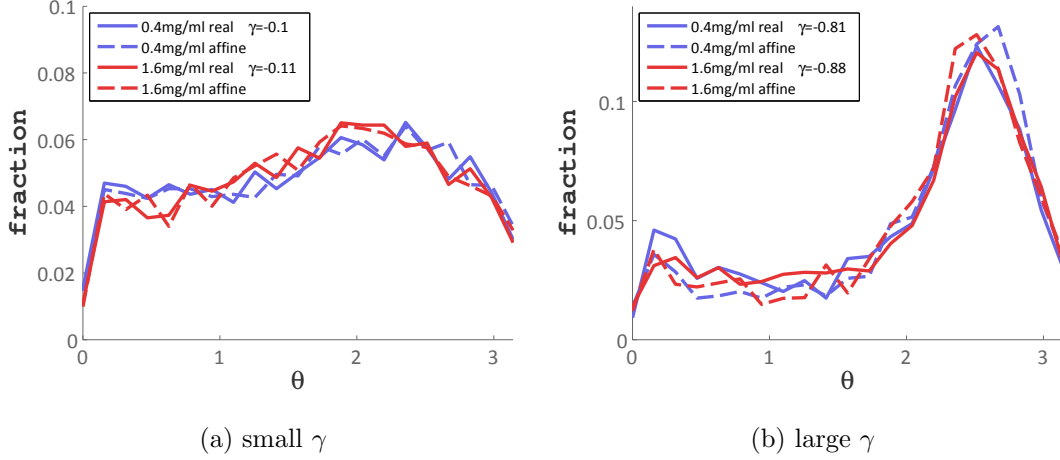 0.4mg/ml real γ=-0.1
0.4mg/ml affine
1.6mg/ml real γ=-0.11
1.6mg/ml affine
0.1
0.08
0.06
0.04
0.02
0
fraction
0 1 2 3
θ
(a) small γ
0.4mg/ml real γ=-0.81
0.4mg/ml affine
1.6mg/ml real γ=-0.88
1.6mg/ml affine
0.1
0.05
0
fraction
0 1 2 3
θ
(b) large γ